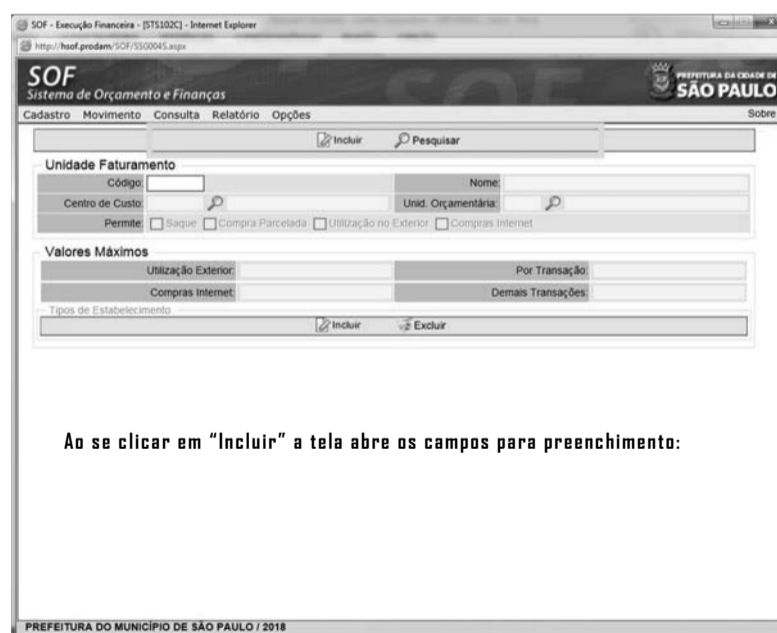 SOF - Execução Financeira - [STS102C] - Internet Explorer
http://hsof.prodam/SOF/SSG0045.aspx
SOF
Sistema de Orçamento e Finanças
PREFEITURA DA CIDADE DE
SÃO PAULO
Cadastro Movimento Consulta Relatório Opções Sobre
Incluir Pesquisar
Unidade Faturamento
Código: Nome:
Centro de Custo: Unid. Orçamentária:
Permite: Saque Compra Parcelada Utilização no Exterior Compras Internet
Valores Máximos
Utilização Exterior: Por Transação:
Compras Internet: Demais Transações:
Tipos de Estabelecimento
Incluir Excluir
Ao se clicar em “Incluir” a tela abre os campos para preenchimento:
PREFEITURA DO MUNICÍPIO DE SÃO PAULO / 2018